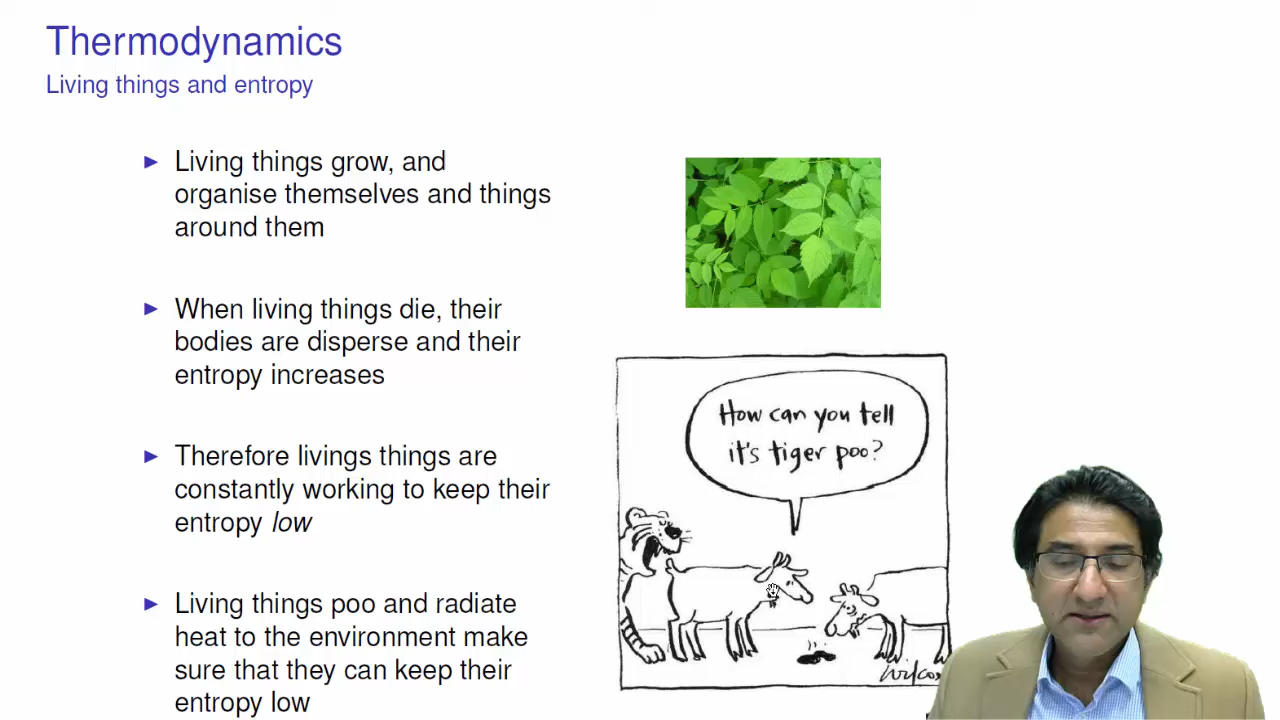 Thermodynamics
Living things and entropy
Living things grow, and
organise themselves and things
around them
When living things die, their
bodies are disperse and their
entropy increases
Therefore livings things are
constantly working to keep their
entropy low
Living things poo and radiate
heat to the environment make
sure that they can keep their
entropy low
How can you tell
it's tiger poo?